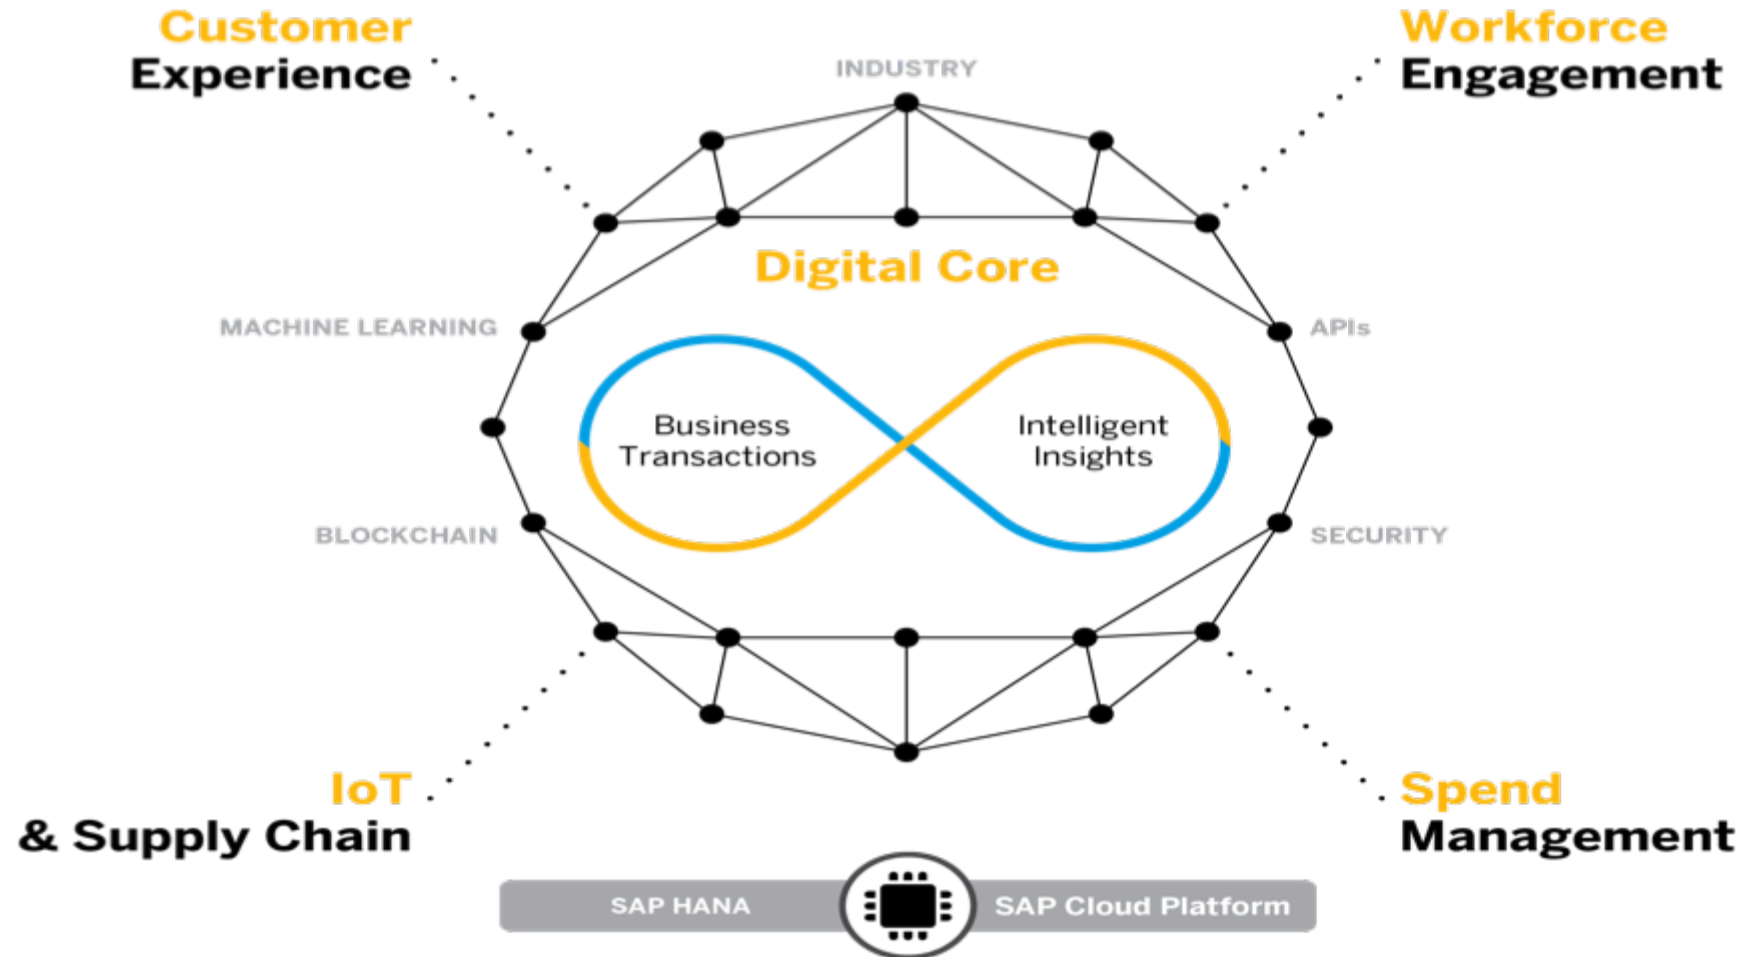 Customer
Experience
Workforce
Engagement
INDUSTRY
Digital Core
MACHINE LEARNING
APIs
Business
Transactions
Intelligent
Insights
BLOCKCHAIN
SECURITY
IoT
& Supply Chain
Spend
Management
SAP HANA
SAP Cloud Platform